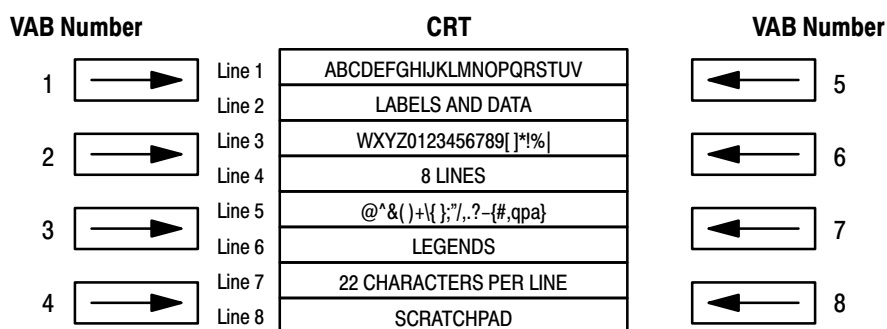 VAB Number CRT VAB Number
1 Line 1 ABCDEFGHIJKLMNOPQRSTUV 5
Line 2 LABELS AND DATA
2 Line 3 WXYZ0123456789[ ]*!%| 6
Line 4 8 LINES
3 Line 5 @^&( )+\{ };”/,.?–{#,qpa} 7
Line 6 LEGENDS
4 Line 7 22 CHARACTERS PER LINE 8
Line 8 SCRATCHPAD